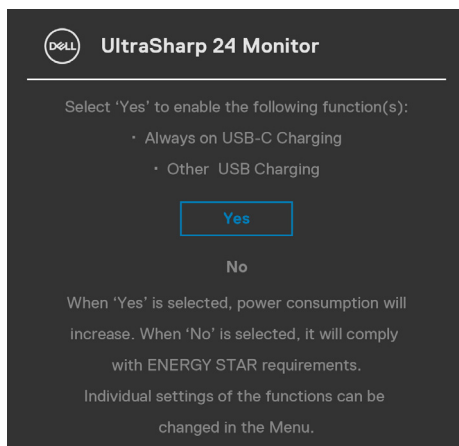 DELL UltraSharp 24 Monitor
Select ‘Yes’ to enable the following function(s):
· Always on USB-C Charging
· Other USB Charging
Yes
No
When ‘Yes’ is selected, power consumption will
increase. When ‘No’ is selected, it will comply
with ENERGY STAR requirements.
Individual settings of the functions can be
changed in the Menu.